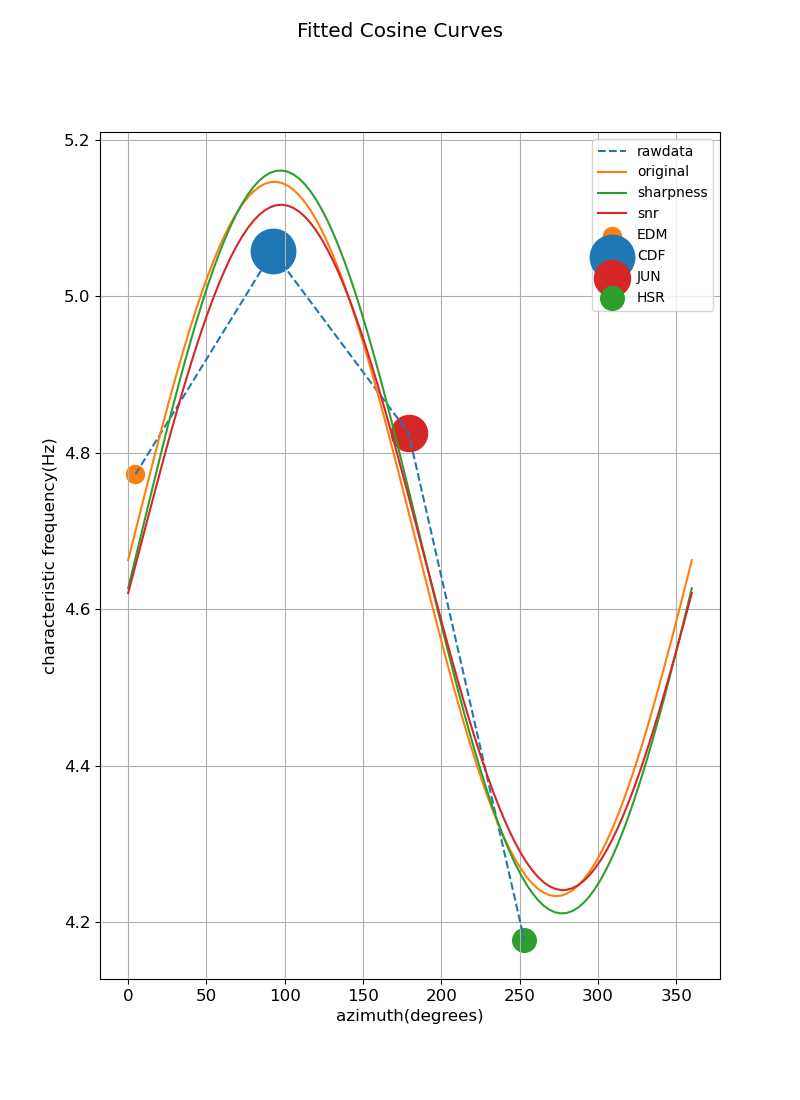 Fitted Cosine Curves
5.2
5.0
4.8
4.6
4.4
4.2
characteristic frequency(Hz)
rawdata
original
sharpness
snr
EDM
CDF
JUN
HSR
0 50 100 150 200 250 300 350
azimuth(degrees)